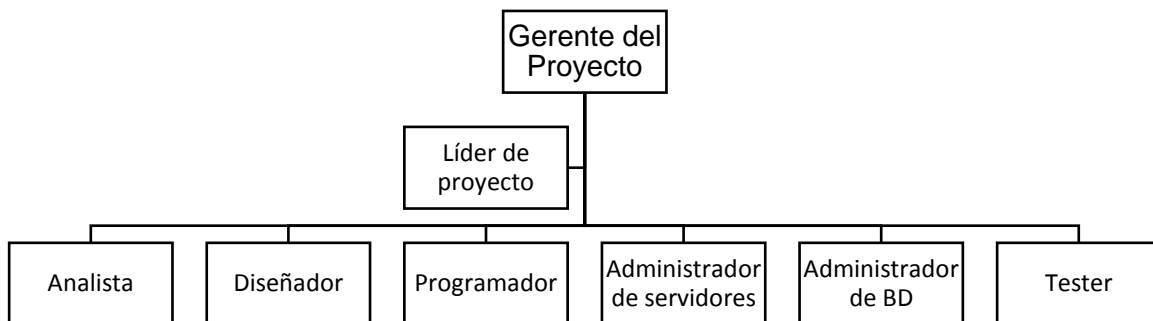 Gerente del
Proyecto
Líder de
proyecto
Analista
Diseñador
Programador
Administrador
de servidores
Administrador
de BD
Tester